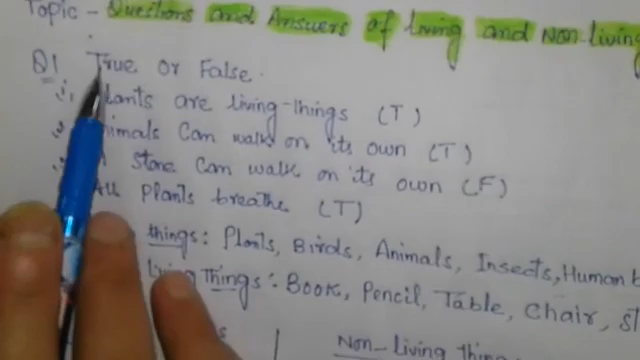 Topic - Questions and Answers of living and Non-living
Q1 True or False.
Plants are living-things (T)
Animals Can walk on its own (T)
Stone Can walk on its own (F)
All Plants breathe (T)
things: Plants, Birds, Animals, Insects, Human
living Things: Book, Pencil, Table, Chair,
Non-living thin